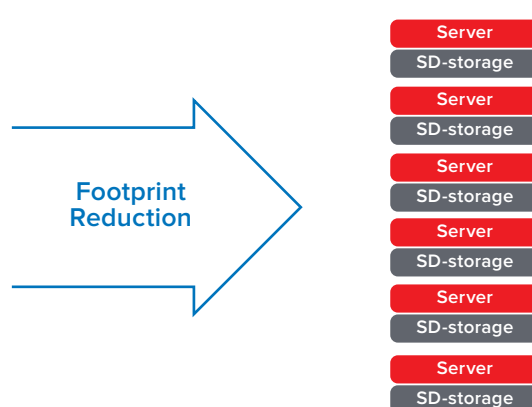 Footprint
Reduction
Server
SD-storage
Server
SD-storage
Server
SD-storage
Server
SD-storage
Server
SD-storage
Server
SD-storage